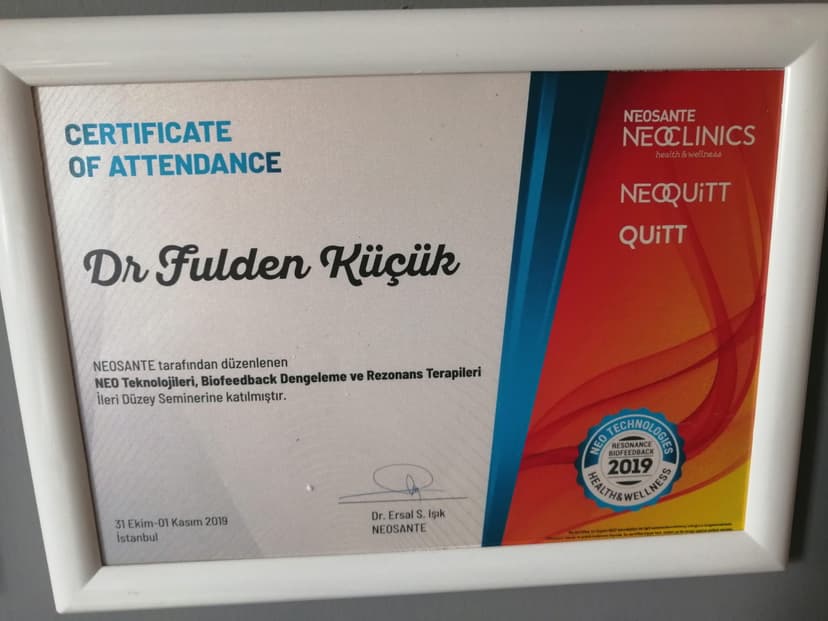 CERTIFICATE
OF ATTENDANCE
Dr Fulden Küçük
NEOSANTE tarafından düzenlenen
NEO Teknolojileri, Biofeedback Dengeleme ve Rezonans Terapileri
İleri Düzey Seminerine katılmıştır.
31 Ekim-01 Kasım 2019
İstanbul
Dr. Ersal S. Işık
NEOSANTE
NEOSANTE
NEOCLINICS
health & wellness
NEOQUiTT
QUiTT
NEO TECHNOLOGIES
RESONANCE
BIOFEEDBACK
2019
HEALTH&WELLNESS